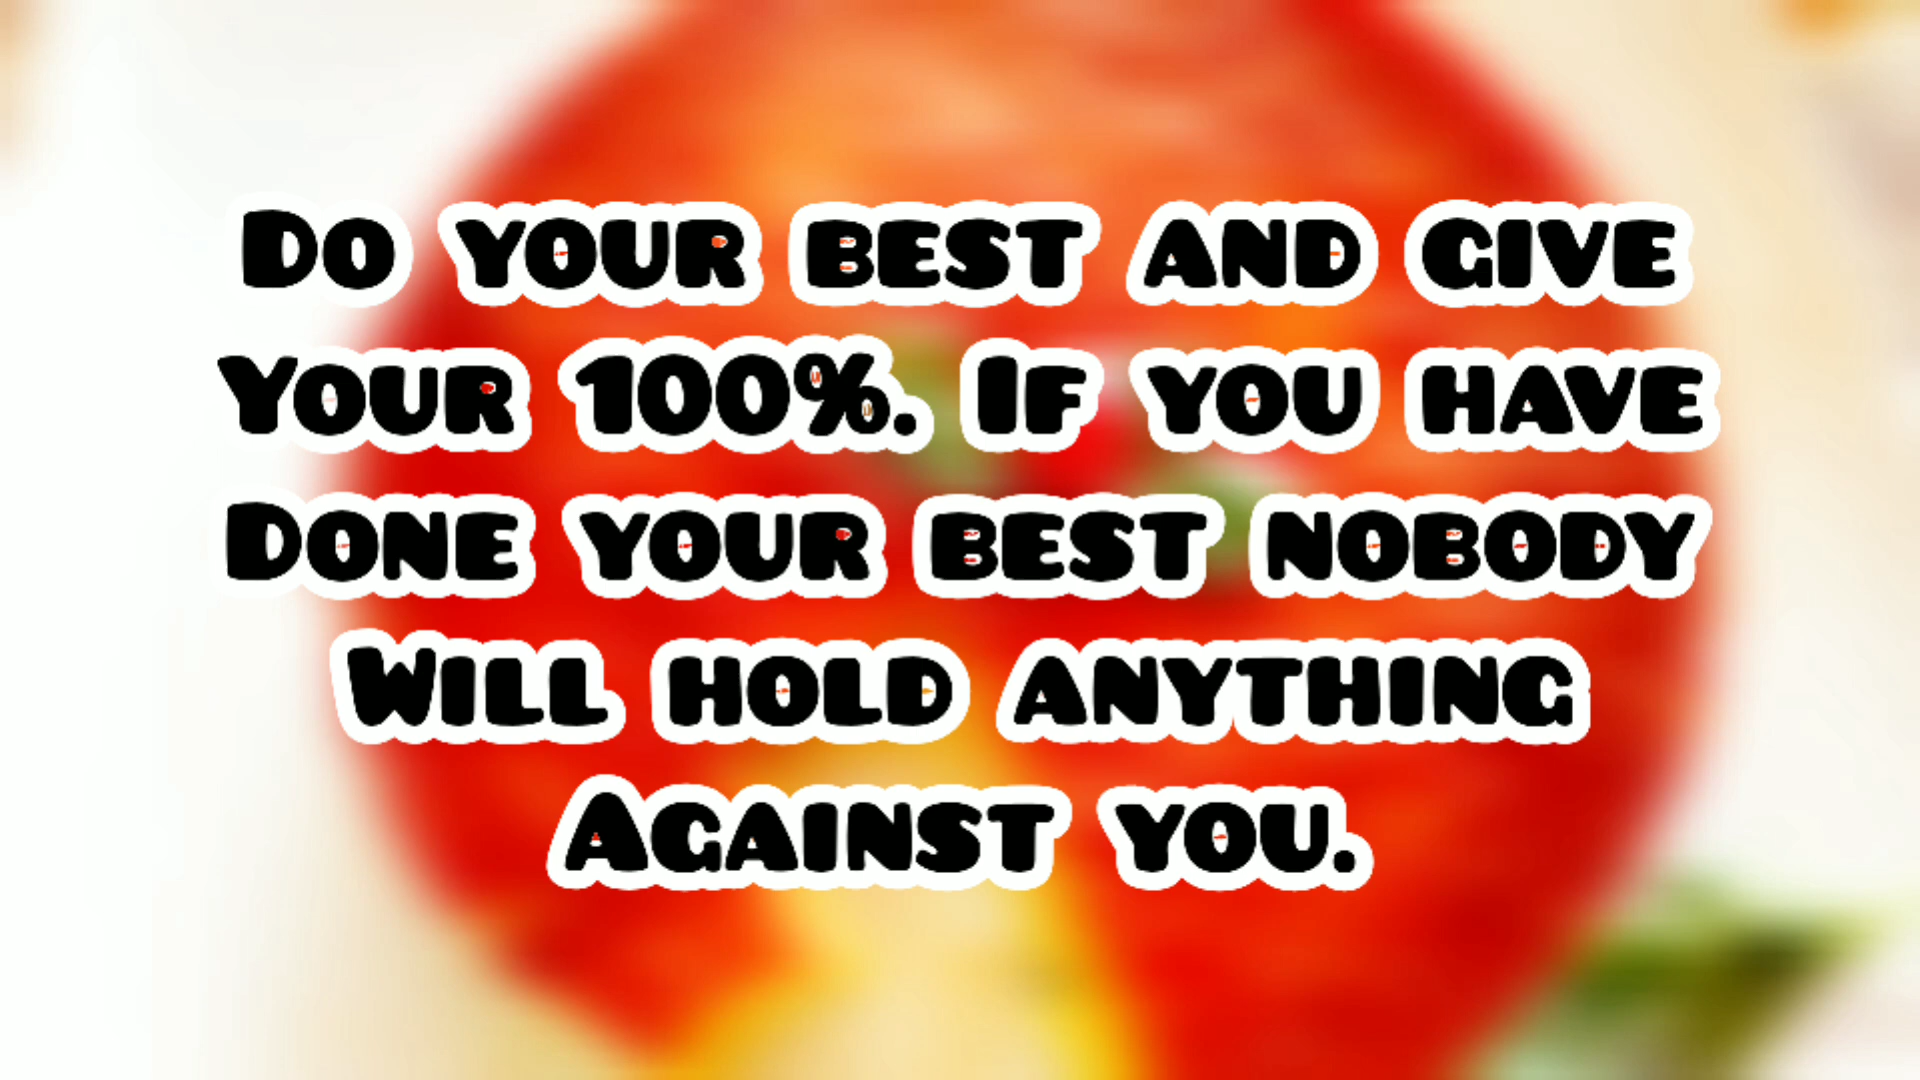 Do your best and give
Your 100%. If you have
Done your best nobody
Will hold anything
Against you.